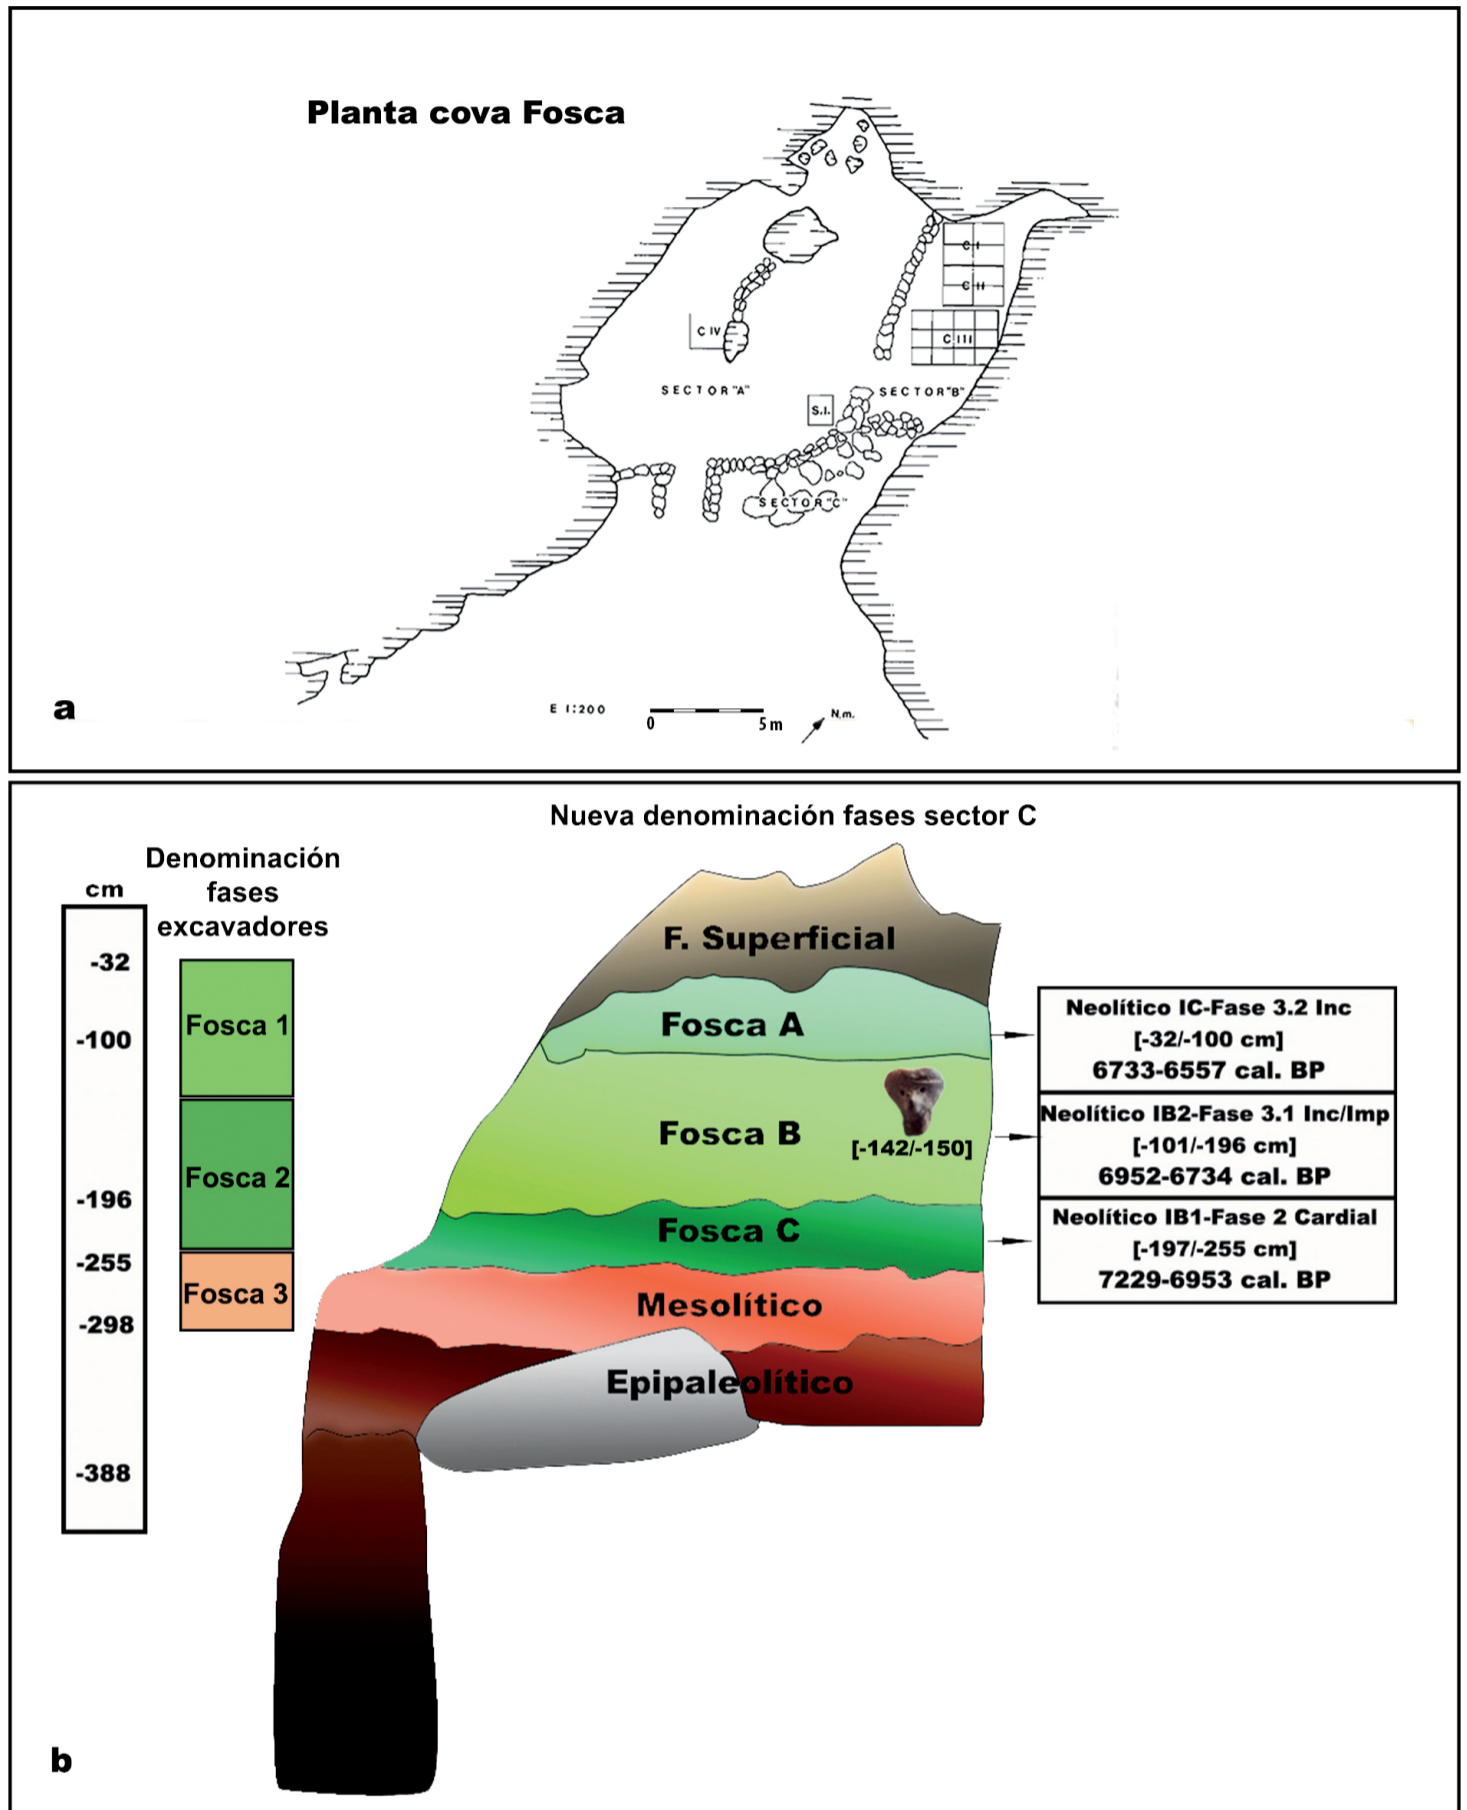 Planta cova Fosca
C I
C II
C III
C IV
SECTOR "A"
SECTOR "B"
S.I.
SECTOR "C"
a
E 1:200
0
5 m
N.m.
Nueva denominación fases sector C
Denominación
fases
excavadores
cm
-32
-100
-196
-255
-298
-388
Fosca 1
Fosca 2
Fosca 3
F. Superficial
Fosca A
Fosca B
[-142/-150]
Fosca C
Mesolítico
Epipaleolítico
Neolítico IC-Fase 3.2 Inc
[-32/-100 cm]
6733-6557 cal. BP
Neolítico IB2-Fase 3.1 Inc/Imp
[-101/-196 cm]
6952-6734 cal. BP
Neolítico IB1-Fase 2 Cardial
[-197/-255 cm]
7229-6953 cal. BP
b